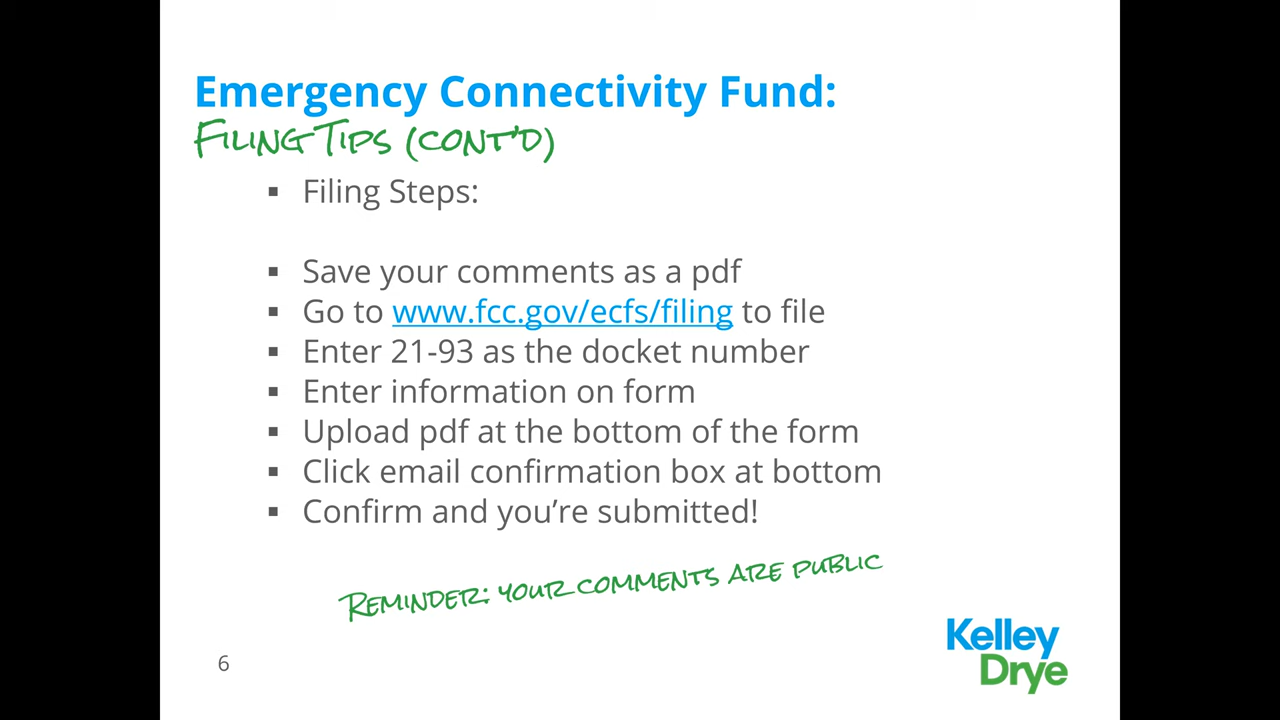 Emergency Connectivity Fund:
FILING TIPS (CONT'D)
▪ Filing Steps:
▪ Save your comments as a pdf
▪ Go to www.fcc.gov/ecfs/filing to file
▪ Enter 21-93 as the docket number
▪ Enter information on form
▪ Upload pdf at the bottom of the form
▪ Click email confirmation box at bottom
▪ Confirm and you’re submitted!
REMINDER: YOUR COMMENTS ARE PUBLIC
6
Kelley
Drye